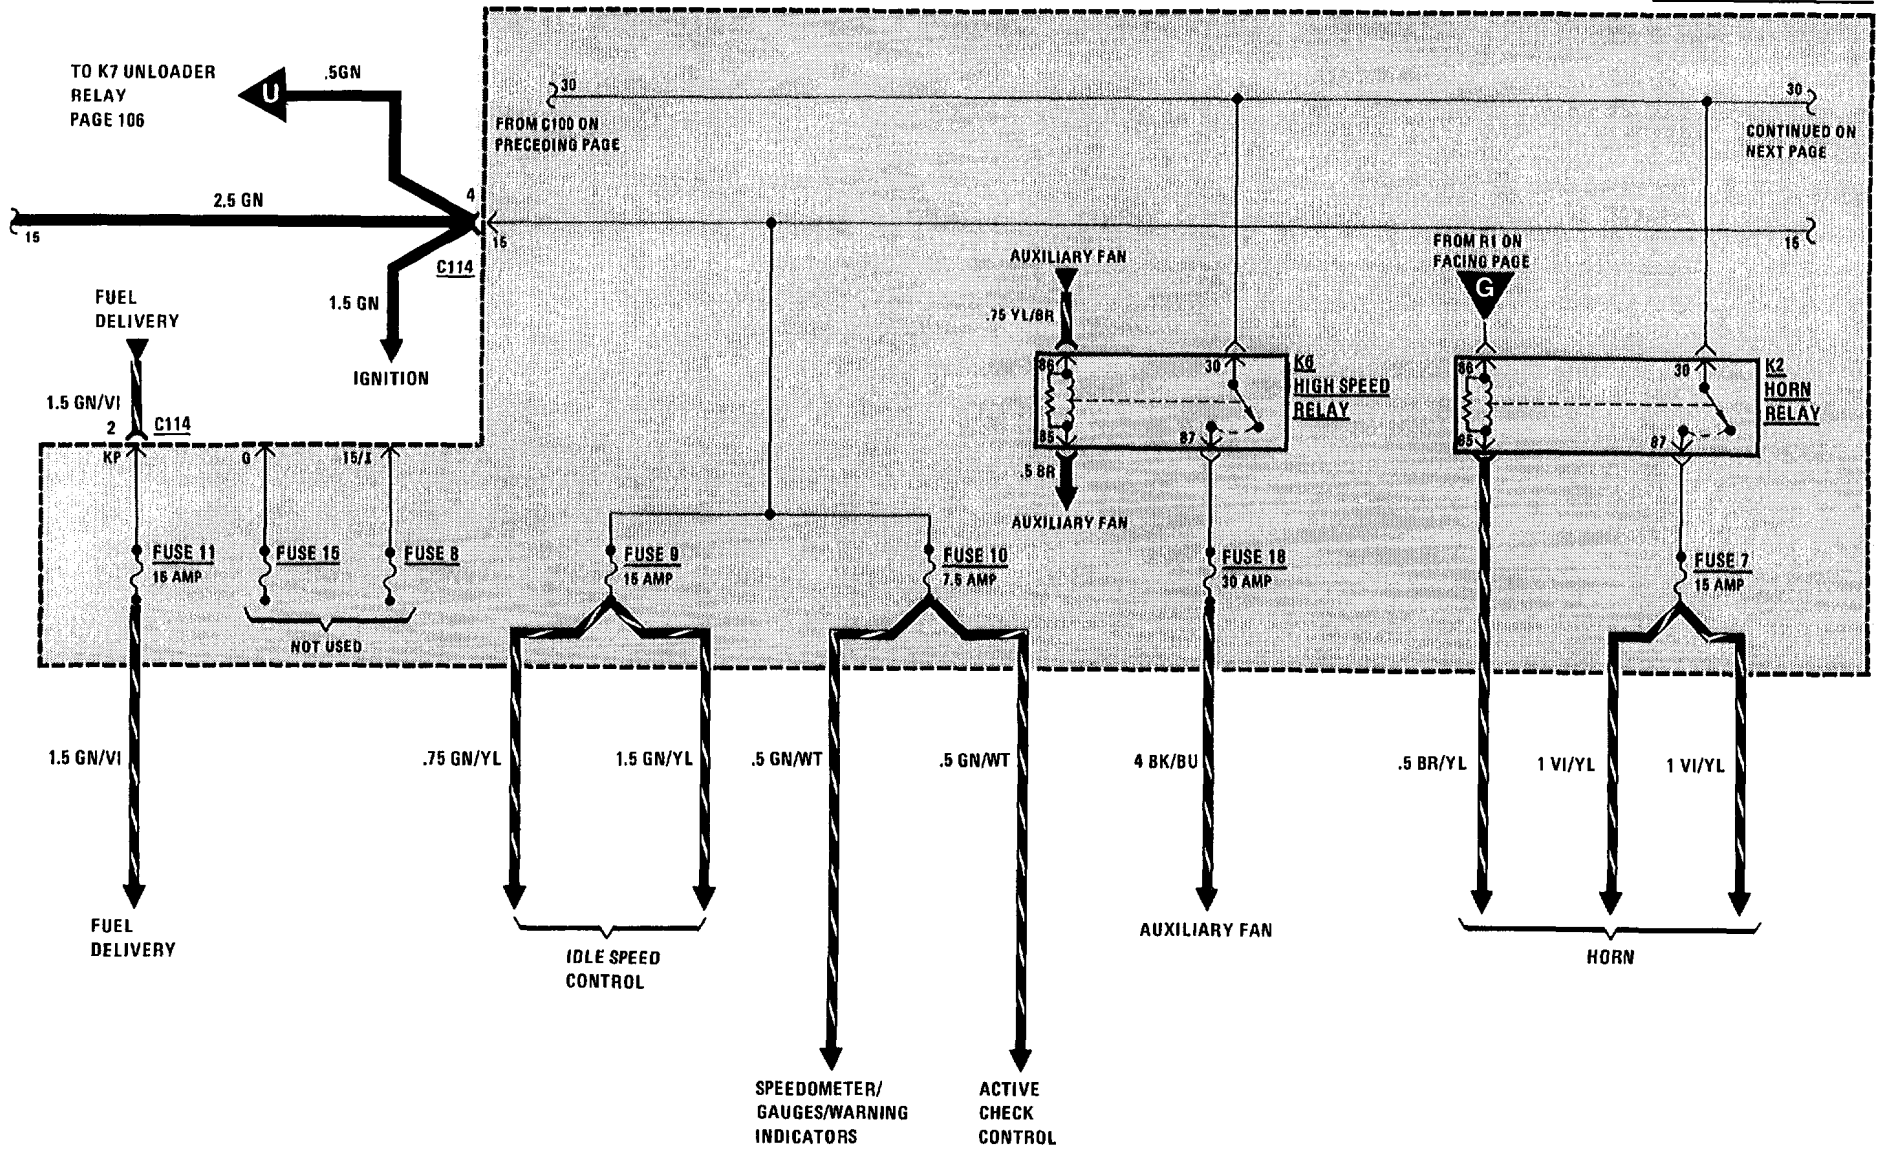 TO K7 UNLOADER
RELAY
PAGE 106
.5GN
U
30
FROM C100 ON
PRECEDING PAGE
30
CONTINUED ON
NEXT PAGE
2.5 GN
4
15
15
C114
1.5 GN
IGNITION
15
FROM R1 ON
FACING PAGE
G
AUXILIARY FAN
.75 YL/BR
FUEL
DELIVERY
1.5 GN/VI
2
C114
86
30
K6
HIGH SPEED
RELAY
85
87
.5 BR
AUXILIARY FAN
86
30
K2
HORN
RELAY
85
87
KP
G
15/X
FUSE 11
15 AMP
FUSE 15
FUSE 8
NOT USED
FUSE 9
15 AMP
FUSE 10
7.5 AMP
FUSE 18
30 AMP
FUSE 7
15 AMP
1.5 GN/VI
.75 GN/YL
1.5 GN/YL
.5 GN/WT
.5 GN/WT
4 BK/BU
.5 BR/YL
1 VI/YL
1 VI/YL
FUEL
DELIVERY
IDLE SPEED
CONTROL
AUXILIARY FAN
HORN
SPEEDOMETER/
GAUGES/WARNING
INDICATORS
ACTIVE
CHECK
CONTROL